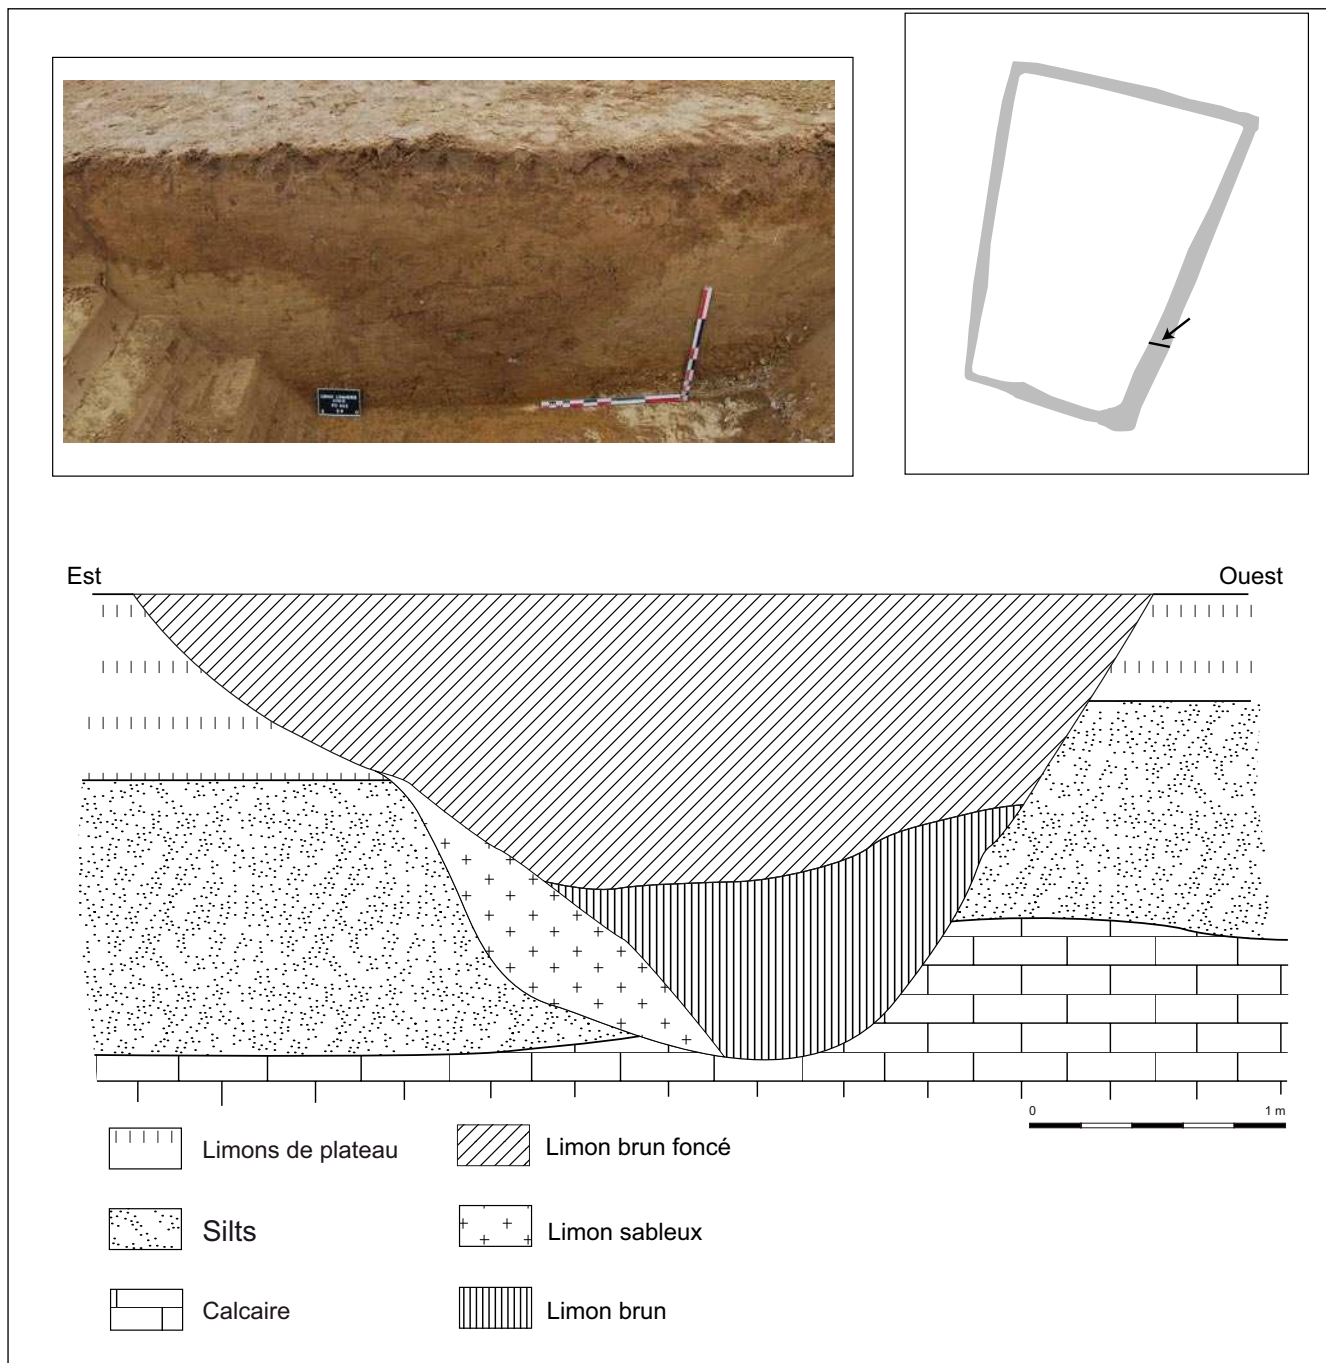 Est
Ouest
0
1 m
Limons de plateau
Limon brun foncé
Silts
Limon sableux
Calcaire
Limon brun